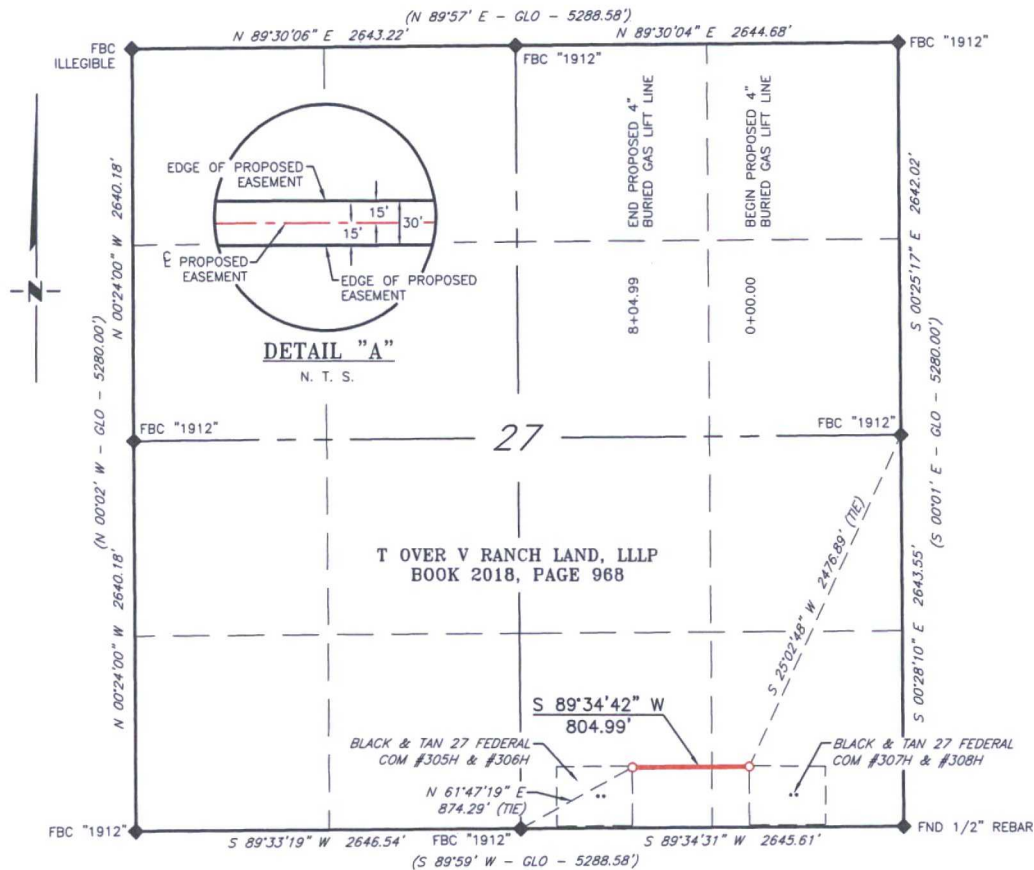 (N 89°57' E - GLO - 5288.58')
N 89°30'06" E 2643.22'
N 89°30'04" E 2644.68'
FBC
ILLEGIBLE
FBC "1912"
FBC "1912"
END PROPOSED 4"
BURIED GAS LIFT LINE
BEGIN PROPOSED 4"
BURIED GAS LIFT LINE
8+04.99
0+00.00
EDGE OF PROPOSED
EASEMENT
15'
15'
30'
℄ PROPOSED
EASEMENT
EDGE OF PROPOSED
EASEMENT
DETAIL "A"
N. T. S.
N
N 00°24'00" W 2640.18'
(N 00°02' W - GLO - 5280.00')
N 00°24'00" W 2640.18'
S 00°25'17" E 2642.02'
(S 00°01' E - GLO - 5280.00')
S 00°28'10" E 2643.55'
FBC "1912"
27
FBC "1912"
T OVER V RANCH LAND, LLLP
BOOK 2018, PAGE 968
S 25°02'48" W 2476.89' (TIE)
S 89°34'42" W
804.99'
BLACK & TAN 27 FEDERAL
COM #305H & #306H
BLACK & TAN 27 FEDERAL
COM #307H & #308H
N 61°47'19" E
874.29' (TIE)
FBC "1912"
S 89°33'19" W 2646.54'
FBC "1912"
S 89°34'31" W 2645.61'
FND 1/2" REBAR
(S 89°59' W - GLO - 5288.58')